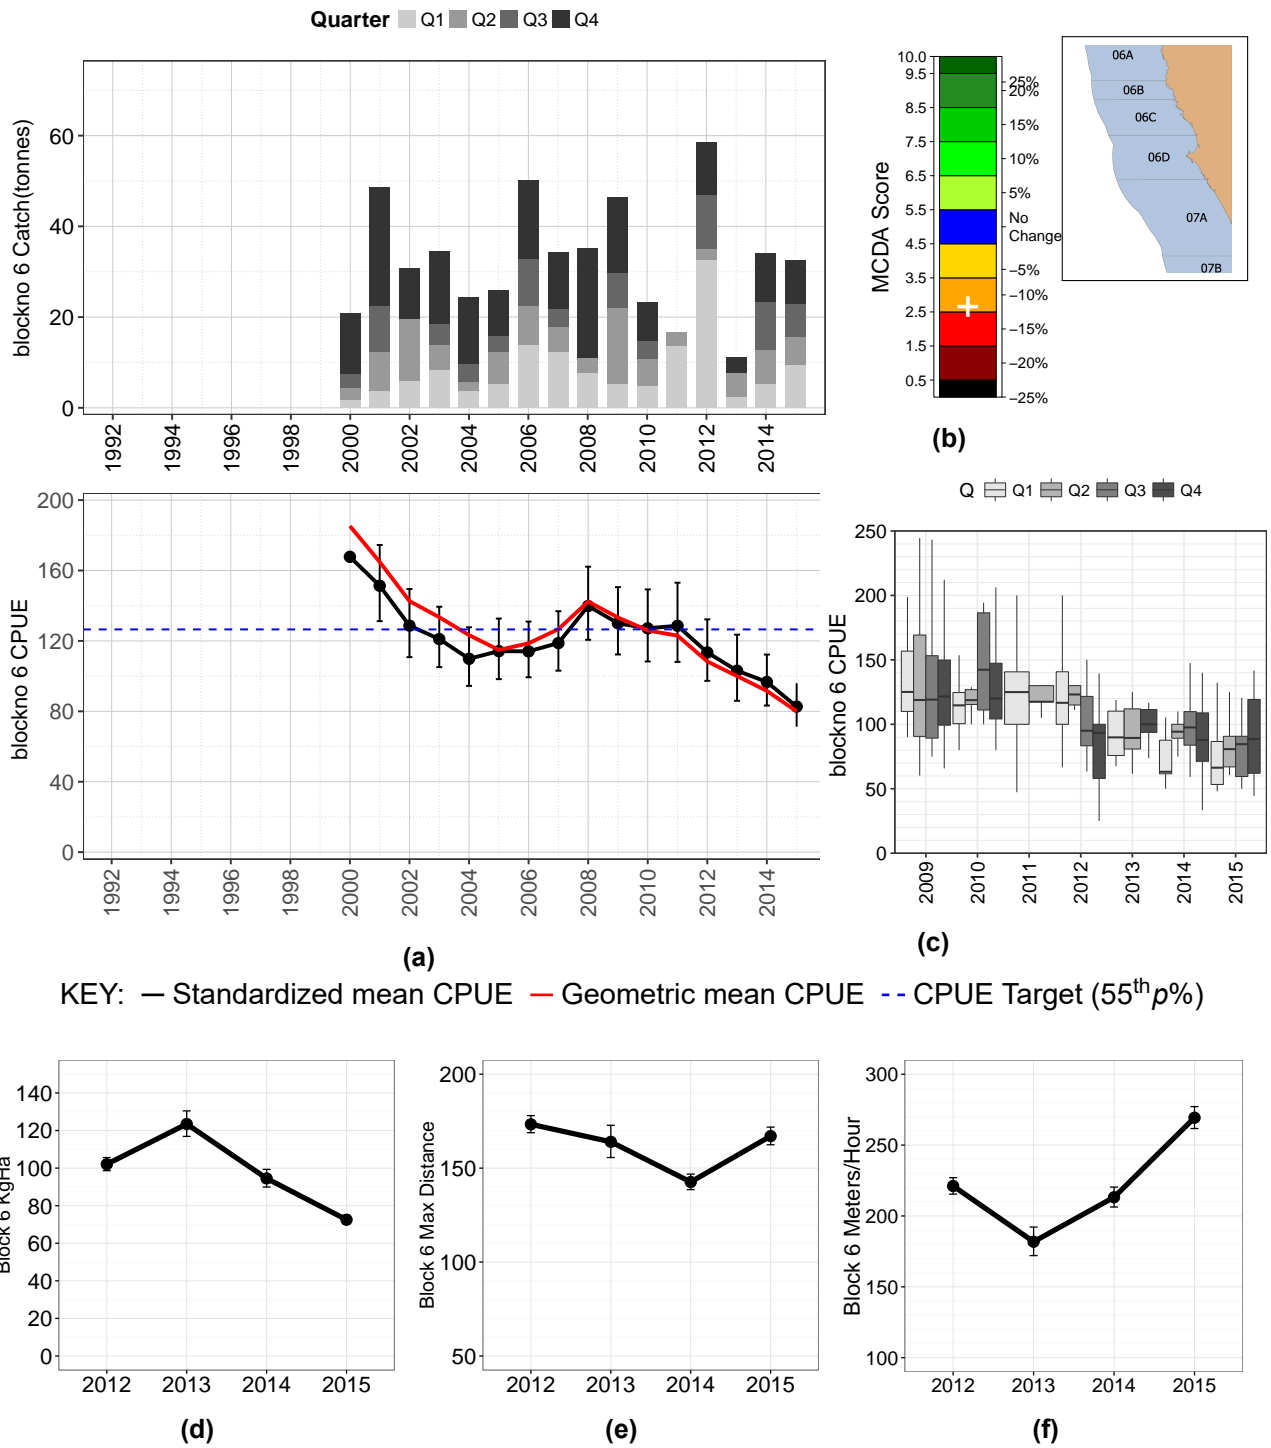 Quarter Q1 Q2 Q3 Q4
blockno 6 Catch(tonnes)
60
40
20
0
1992 1994 1996 1998 2000 2002 2004 2006 2008 2010 2012 2014
MCDA Score
10.0
9.5
8.5
7.5
6.5
5.5
4.5
3.5
2.5
1.5
0.5
25%
20%
15%
10%
5%
No
Change
−5%
−10%
−15%
−20%
−25%
(b)
06A
06B
06C
06D
07A
07B
blockno 6 CPUE
200
160
120
80
40
0
1992 1994 1996 1998 2000 2002 2004 2006 2008 2010 2012 2014
(a)
Q Q1 Q2 Q3 Q4
blockno 6 CPUE
250
200
150
100
50
0
2009 2010 2011 2012 2013 2014 2015
(c)
KEY: Standardized mean CPUE Geometric mean CPUE CPUE Target (55th p%)
Block 6 KgHa
140
120
100
80
60
40
20
0
2012 2013 2014 2015
(d)
Block 6 Max Distance
200
150
100
50
2012 2013 2014 2015
(e)
Block 6 Meters/Hour
300
250
200
150
100
2012 2013 2014 2015
(f)